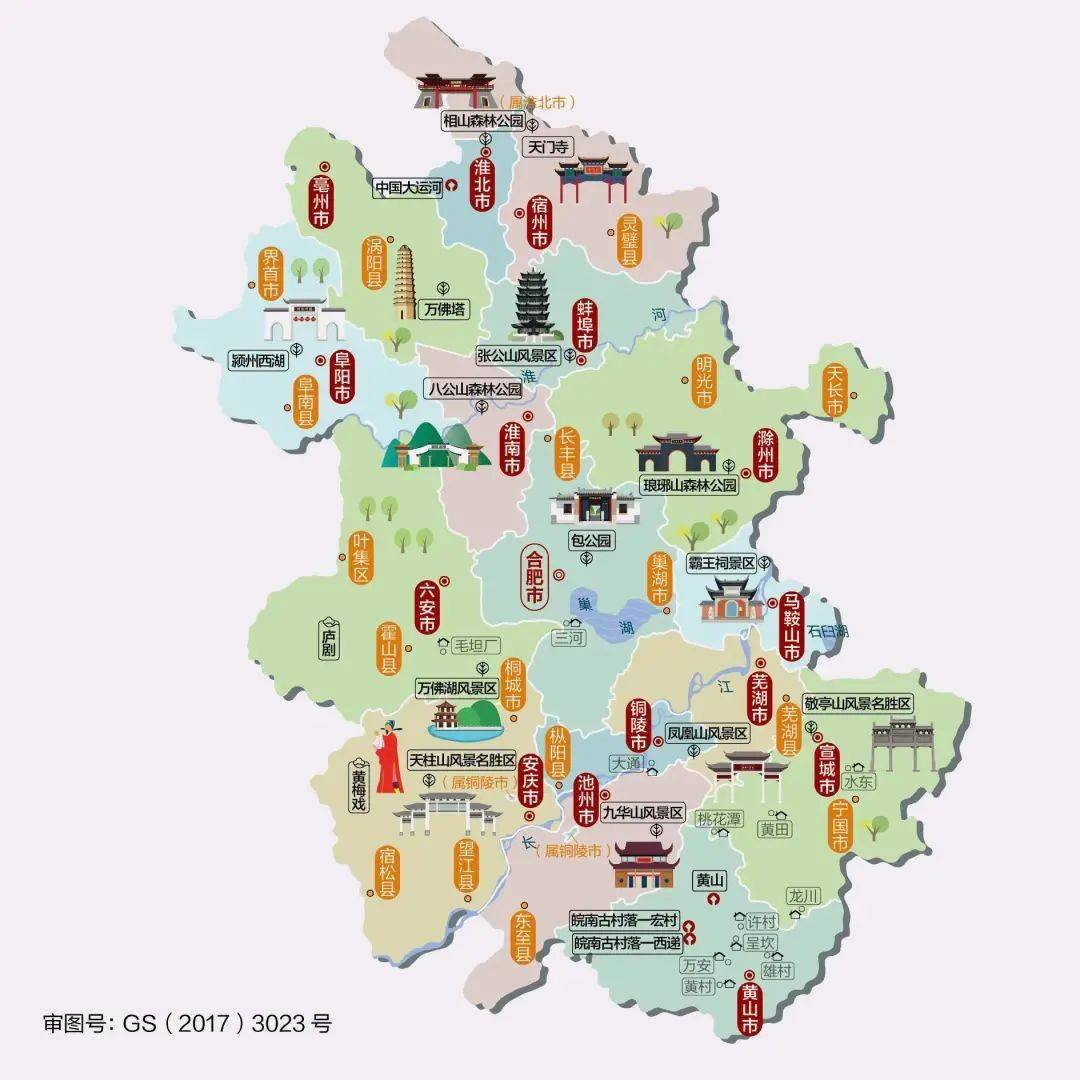 （属淮北市）
相山森林公园
天门寺
中国大运河
淮北市
亳州市
宿州市
灵璧县
涡阳县
界首市
万佛塔
蚌埠市
河
张公山风景区
颍州西湖
阜阳市
淮
明光市
天长市
阜南县
八公山森林公园
淮南市
长丰县
滁州市
琅琊山森林公园
包公园
叶集区
合肥市
巢湖市
霸王祠景区
六安市
巢
湖
马鞍山市
石臼湖
庐剧
霍山县
毛坦厂
三河
万佛湖风景区
桐城市
江
芜湖市
芜湖县
敬亭山风景名胜区
铜陵市
凤凰山风景区
枞阳县
大通
宣城市
水东
天柱山风景名胜区
（属铜陵市）
安庆市
黄梅戏
池州市
九华山风景区
桃花潭
黄田
宁国市
长
（属铜陵市）
宿松县
望江县
黄山
龙川
东至县
皖南古村落—宏村
皖南古村落—西递
许村
呈坎
万安
雄村
黄村
黄山市
审图号：GS（2017）3023 号